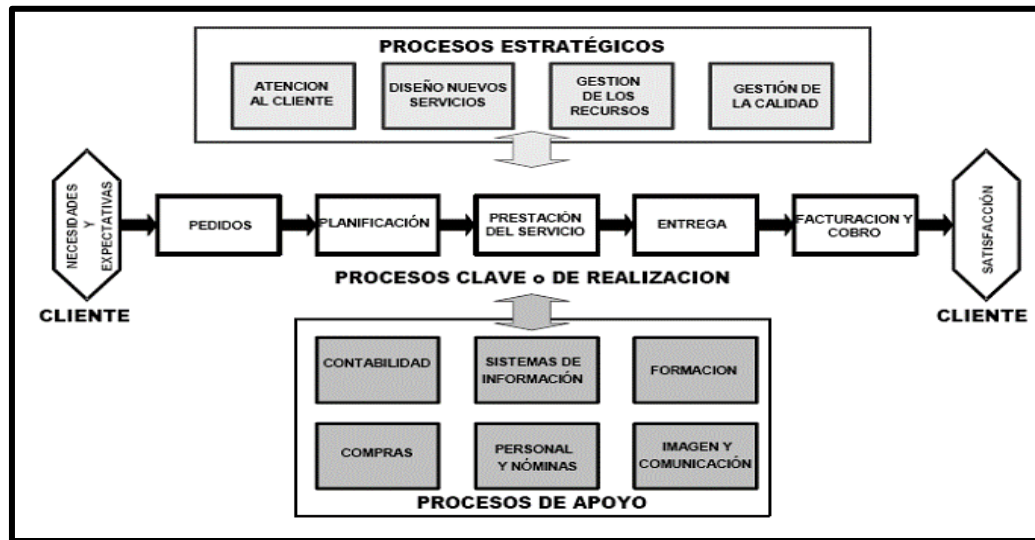 PROCESOS ESTRATÉGICOS
ATENCION
AL CLIENTE
DISEÑO NUEVOS
SERVICIOS
GESTION
DE LOS
RECURSOS
GESTIÓN DE
LA CALIDAD
NECESIDADES
Y
EXPECTATIVAS
CLIENTE
PEDIDOS
PLANIFICACIÓN
PRESTACIÓN
DEL SERVICIO
ENTREGA
FACTURACION Y
COBRO
SATISFACCIÓN
CLIENTE
PROCESOS CLAVE o DE REALIZACION
CONTABILIDAD
SISTEMAS DE
INFORMACIÓN
FORMACION
COMPRAS
PERSONAL
Y NÓMINAS
IMAGEN Y
COMUNICACIÓN
PROCESOS DE APOYO